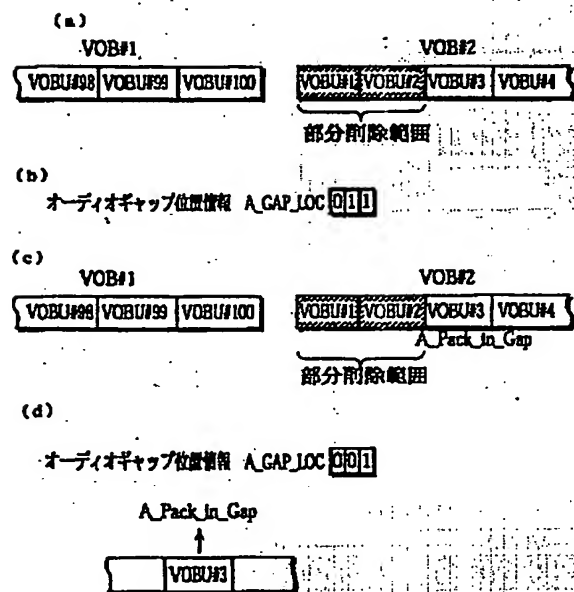 (a)
VOB#1 VOB#2
VOBU#98 VOBU#99 VOBU#100 VOBU#1 VOBU#2 VOBU#3 VOBU#4
部分削除範囲
(b)
オーディオギャップ位置情報 A_GAP_LOC 0 1 1
(c)
VOB#1 VOB#2
VOBU#98 VOBU#99 VOBU#100 VOBU#1 VOBU#2 VOBU#3 VOBU#4
A_Pack_in_Gap
部分削除範囲
(d)
オーディオギャップ位置情報 A_GAP_LOC 0 0 1
A_Pack_in_Gap
VOBU#3